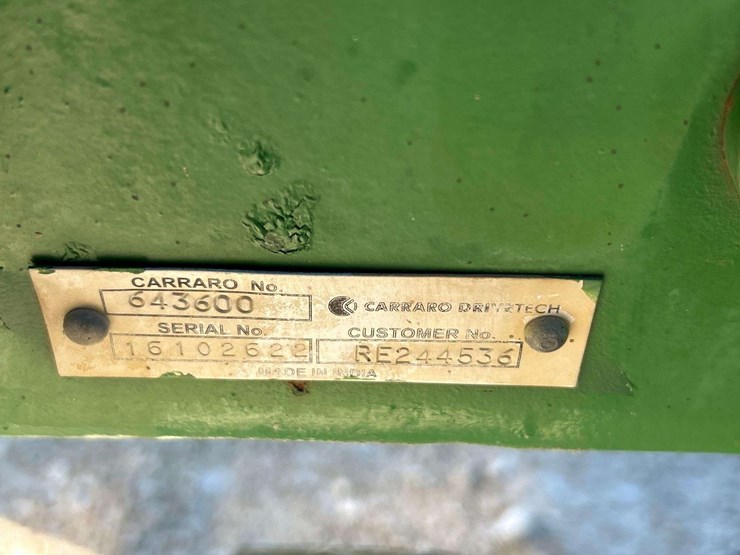 CARRARO No.
643600
CARRARO DRIVETECH
SERIAL No.
16102622
CUSTOMER No.
RE244536
MADE IN INDIA